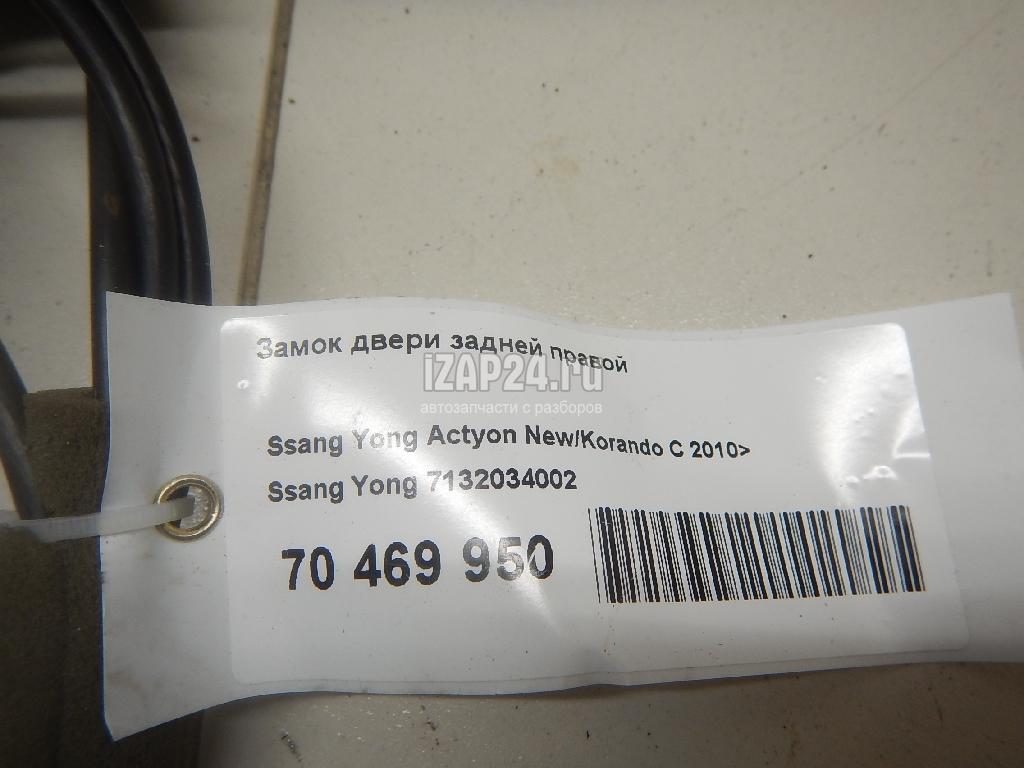 Замок двери задней правой
iZAP24.ru
автозапчасти с разборов
Ssang Yong Actyon New/Korando C 2010>
Ssang Yong 7132034002
70 469 950